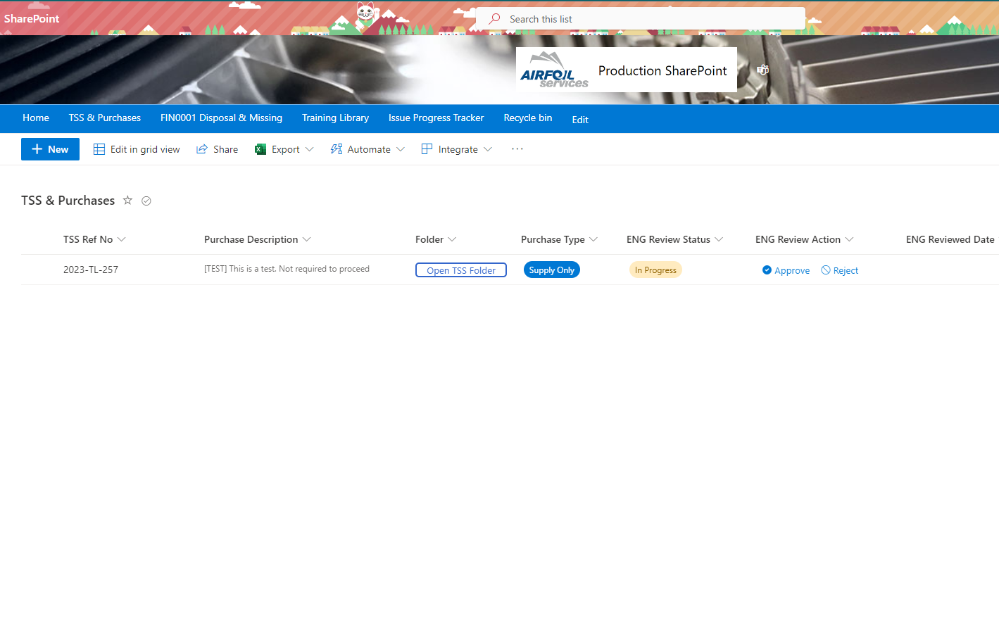 SharePoint
Search this list
AIRFOIL
services
Production SharePoint
Home TSS & Purchases FIN0001 Disposal & Missing Training Library Issue Progress Tracker Recycle bin Edit
New Edit in grid view Share Export Automate Integrate ...
TSS & Purchases
TSS Ref No Purchase Description Folder Purchase Type ENG Review Status ENG Review Action ENG Reviewed Date
2023-TL-257 [TEST] This is a test. Not required to proceed Open TSS Folder Supply Only In Progress Approve Reject